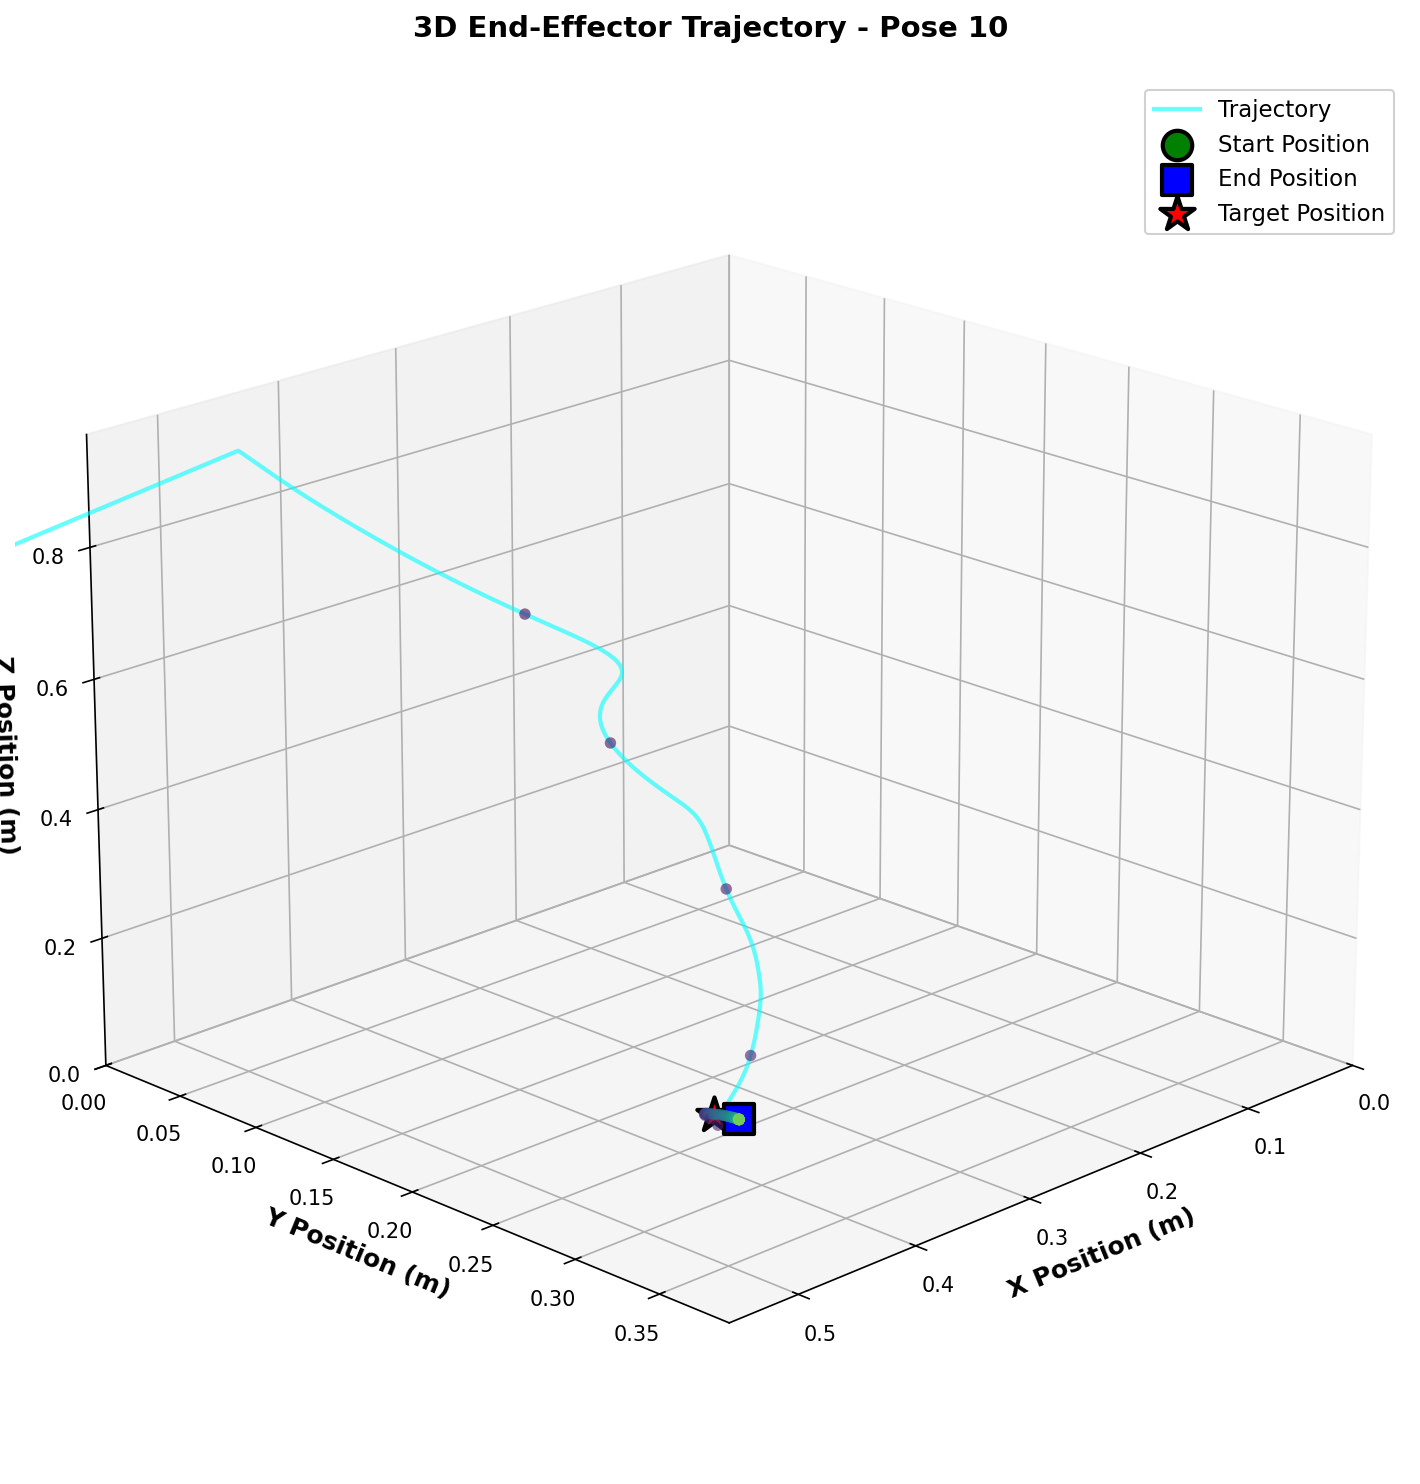 3D End-Effector Trajectory - Pose 10
Trajectory
Start Position
End Position
Target Position
0.8
0.6
0.4
0.2
0.0
Z Position (m)
0.00
0.05
0.10
0.15
0.20
0.25
0.30
0.35
Y Position (m)
0.0
0.1
0.2
0.3
0.4
0.5
X Position (m)